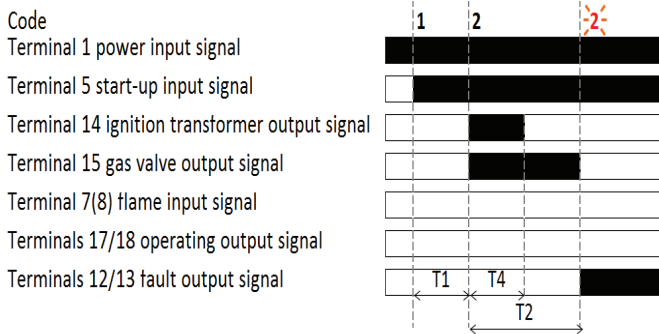 Code 1 2 2
Terminal 1 power input signal
Terminal 5 start-up input signal
Terminal 14 ignition transformer output signal
Terminal 15 gas valve output signal
Terminal 7(8) flame input signal
Terminals 17/18 operating output signal
Terminals 12/13 fault output signal T1 T4
T2